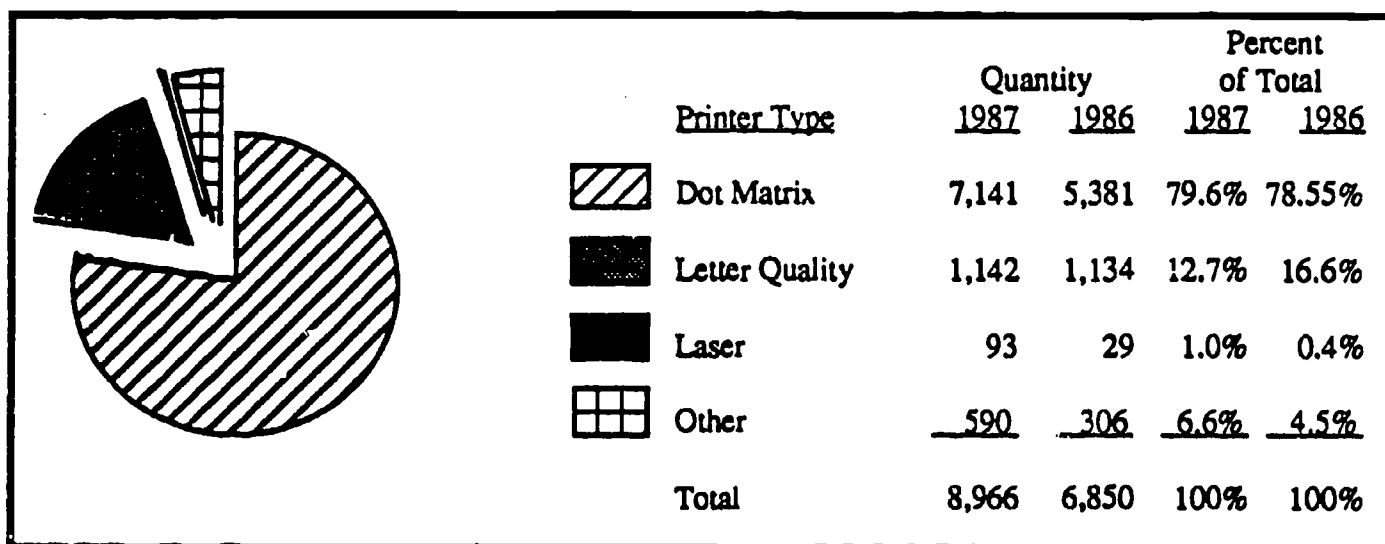 Percent
Quantity of Total
Printer Type 1987 1986 1987 1986
Dot Matrix 7,141 5,381 79.6% 78.55%
Letter Quality 1,142 1,134 12.7% 16.6%
Laser 93 29 1.0% 0.4%
Other 590 306 6.6% 4.5%
Total 8,966 6,850 100% 100%